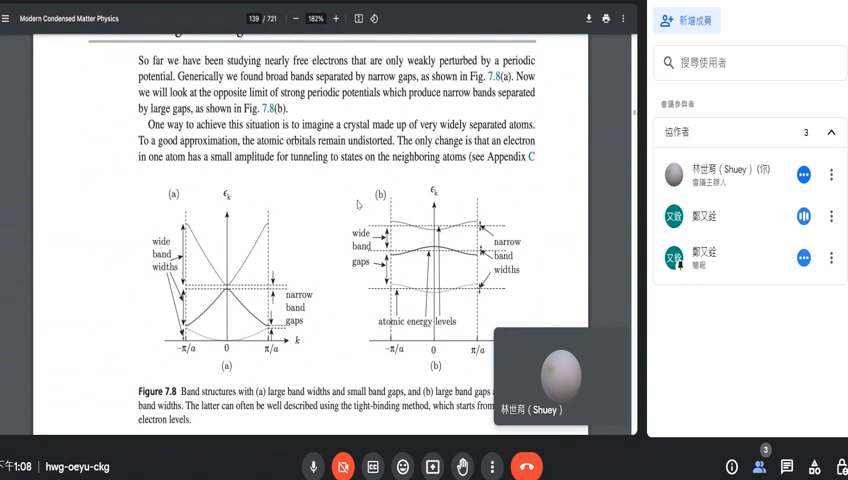 Modern Condensed Matter Physics
139 / 721
182%
So far we have been studying nearly free electrons that are only weakly perturbed by a periodic
potential. Generically we found broad bands separated by narrow gaps, as shown in Fig. 7.8(a). Now
we will look at the opposite limit of strong periodic potentials which produce narrow bands separated
by large gaps, as shown in Fig. 7.8(b).
One way to achieve this situation is to imagine a crystal made up of very widely separated atoms.
To a good approximation, the atomic orbitals remain undistorted. The only change is that an electron
in one atom has a small amplitude for tunneling to states on the neighboring atoms (see Appendix C
(a)
ϵk
wide
band
widths
narrow
band
gaps
k
−π/a
0
π/a
(a)
(b)
ϵk
wide
band
gaps
narrow
band
widths
atomic energy levels
−π/a
0
π/a
(b)
Figure 7.8 Band structures with (a) large band widths and small band gaps, and (b) large band gaps
band widths. The latter can often be well described using the tight-binding method, which starts from
electron levels.
林世育 ( Shuey )
新增成員
搜尋使用者
會議參與者
協作者
3
林世育 ( Shuey ) (你)
會議主辦人
又銓
鄭又銓
又銓
鄭又銓
簡報
下午1:08
hwg-oeyu-ckg
3